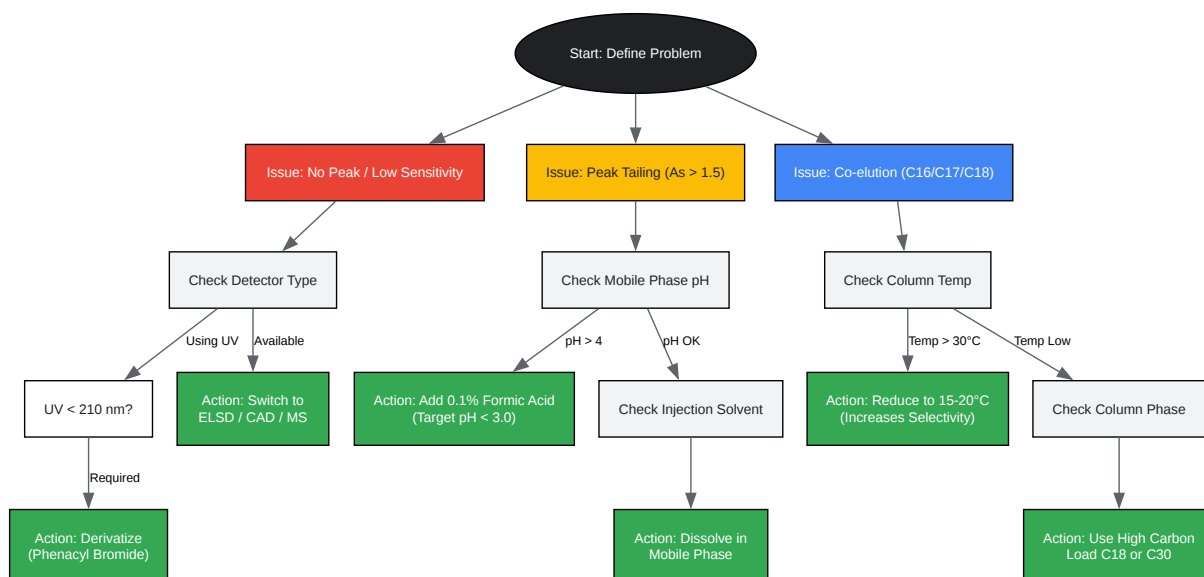 Start: Define Problem
Issue: No Peak / Low Sensitivity
Issue: Peak Tailing (As > 1.5)
Issue: Co-elution (C16/C17/C18)
Check Detector Type
Check Mobile Phase pH
Check Column Temp
Using UV
Available
pH > 4
pH OK
Temp > 30°C
Temp Low
UV < 210 nm?
Action: Switch to
ELSD / CAD / MS
Action: Add 0.1% Formic Acid
(Target pH < 3.0)
Check Injection Solvent
Action: Reduce to 15-20°C
(Increases Selectivity)
Check Column Phase
Required
Action: Derivatize
(Phenacyl Bromide)
Action: Dissolve in
Mobile Phase
Action: Use High Carbon
Load C18 or C30